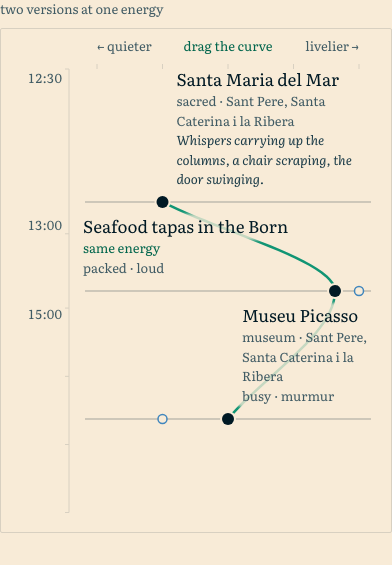 two versions at one energy
← quieter drag the curve livelier →
12:30
Santa Maria del Mar
sacred · Sant Pere, Santa
Caterina i la Ribera
Whispers carrying up the
columns, a chair scraping, the
door swinging.
13:00
Seafood tapas in the Born
same energy
packed · loud
15:00
Museu Picasso
museum · Sant Pere,
Santa Caterina i la
Ribera
busy · murmur